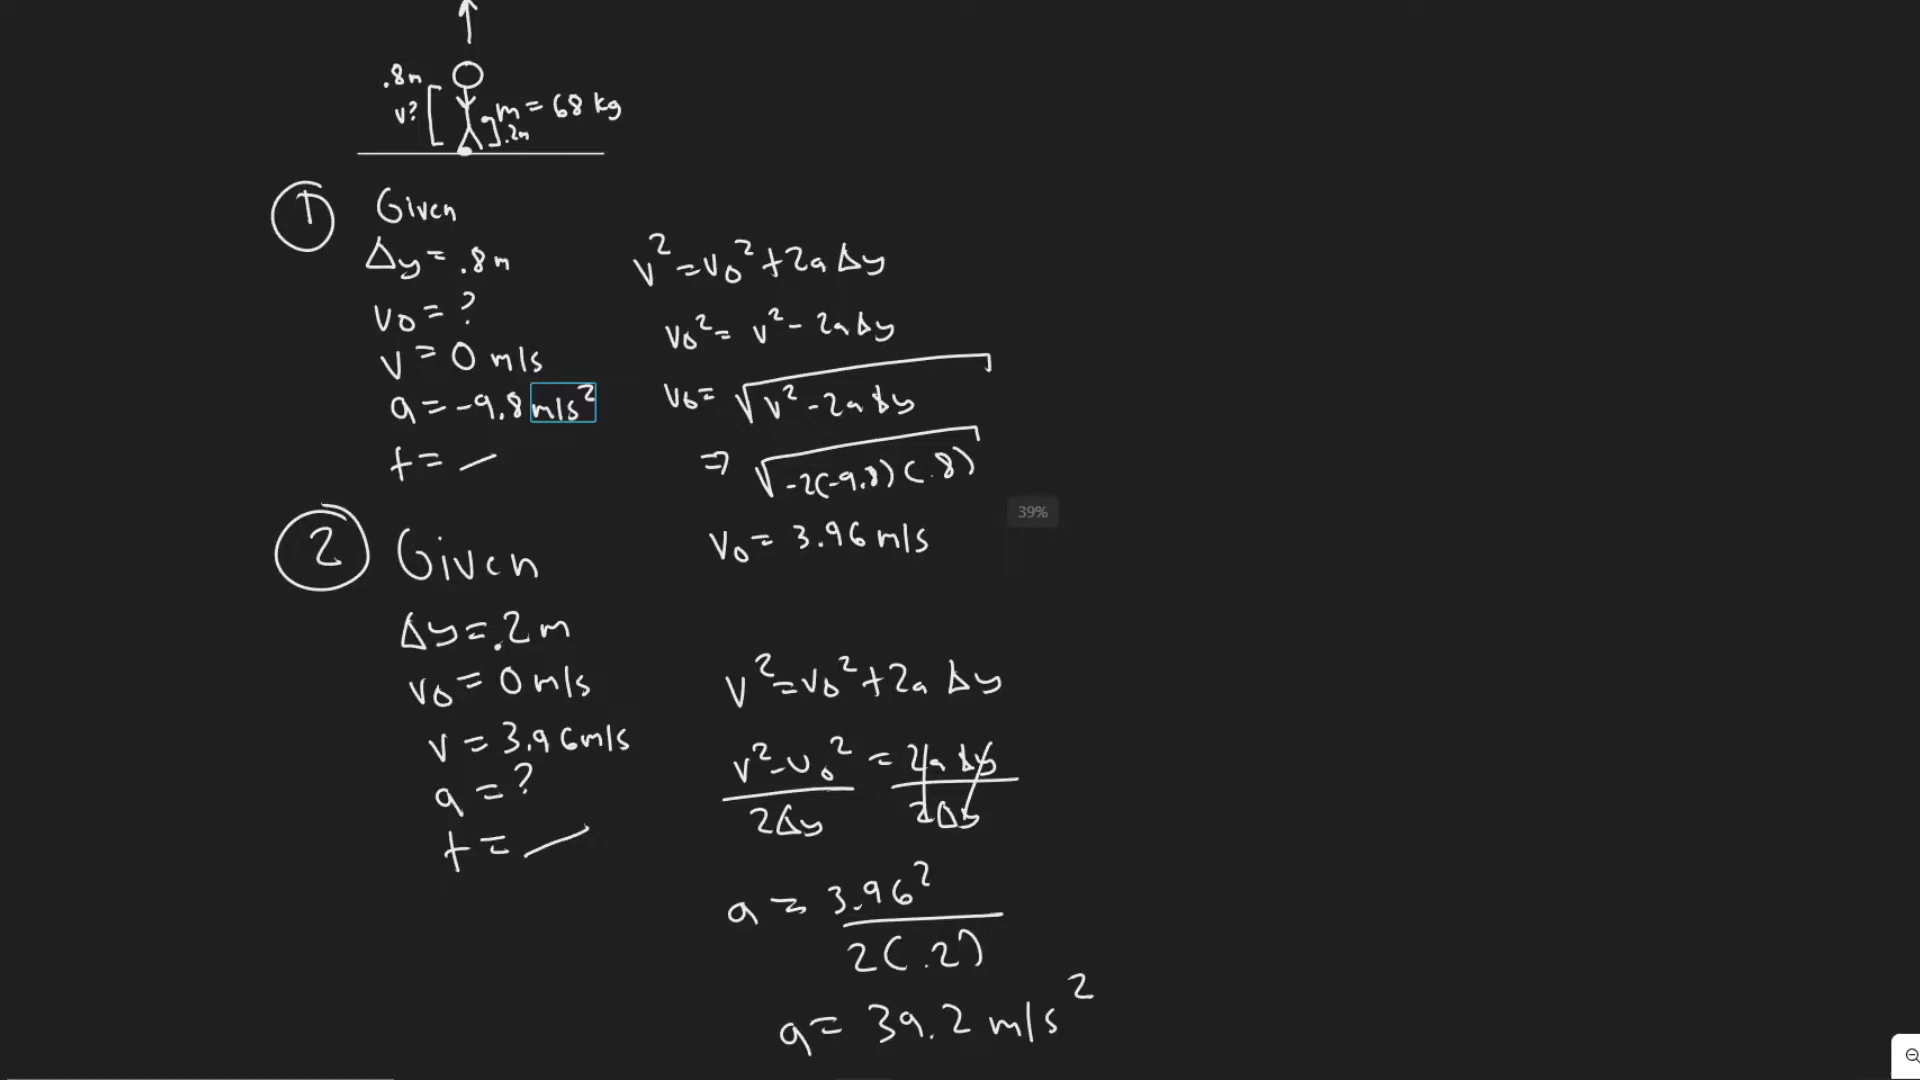 .8m
v?
m = 68 kg
.2m
① Given
Δy = .8m
v₀ = ?
v = 0 m/s
a = -9.8 m/s²
t = —
v² = v₀² + 2aΔy
v₀² = v² - 2aΔy
v₀ = √v² - 2aΔy
⇒ √-2(-9.8)(.8)
v₀ = 3.96 m/s
39%
② Given
Δy = .2m
v₀ = 0 m/s
v = 3.96 m/s
a = ?
t = —
v² = v₀² + 2aΔy
v² - v₀² = 2aΔy
2Δy 2Δy
a = 3.96²
2(.2)
a = 39.2 m/s²